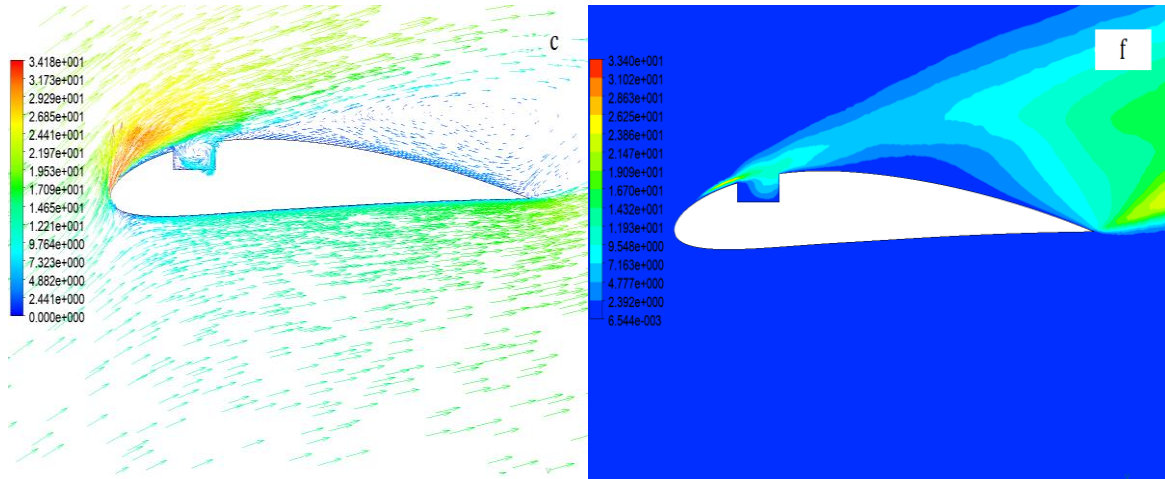 c
3.418e+001
3.173e+001
2.929e+001
2.685e+001
2.441e+001
2.197e+001
1.953e+001
1.709e+001
1.465e+001
1.221e+001
9.764e+000
7.323e+000
4.882e+000
2.441e+000
0.000e+000
f
3.340e+001
3.102e+001
2.863e+001
2.625e+001
2.386e+001
2.147e+001
1.909e+001
1.670e+001
1.432e+001
1.193e+001
9.548e+000
7.163e+000
4.777e+000
2.392e+000
6.544e-003